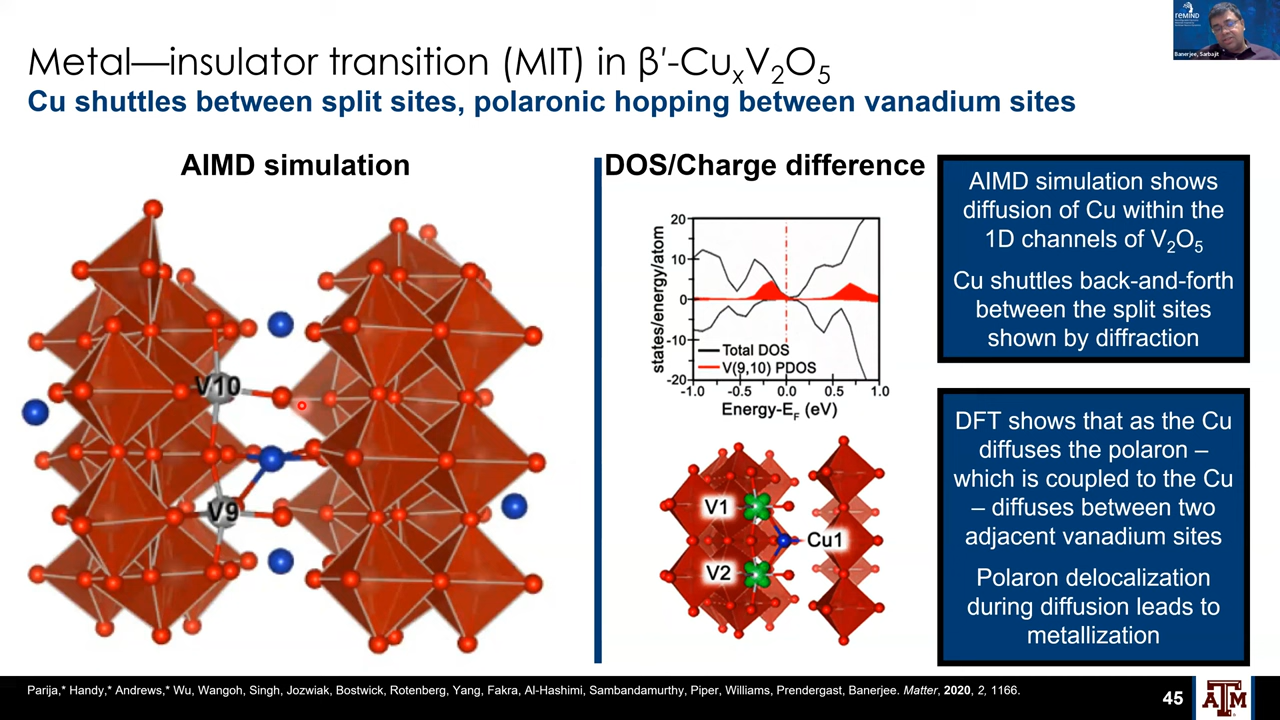 reMIND
Banerjee, Sarbajit
Metal—insulator transition (MIT) in β′-CuxV2O5
Cu shuttles between split sites, polaronic hopping between vanadium sites
AIMD simulation
V10
V9
DOS/Charge difference
states/energy/atom
20
10
0
-10
-20
Total DOS
V(9,10) PDOS
-1.0 -0.5 0.0 0.5 1.0
Energy-EF (eV)
V1
Cu1
V2
AIMD simulation shows
diffusion of Cu within the
1D channels of V2O5
Cu shuttles back-and-forth
between the split sites
shown by diffraction
DFT shows that as the Cu
diffuses the polaron –
which is coupled to the Cu
– diffuses between two
adjacent vanadium sites
Polaron delocalization
during diffusion leads to
metallization
Parija,* Handy,* Andrews,* Wu, Wangoh, Singh, Jozwiak, Bostwick, Rotenberg, Yang, Fakra, Al-Hashimi, Sambandamurthy, Piper, Williams, Prendergast, Banerjee. Matter, 2020, 2, 1166.
45
ATM